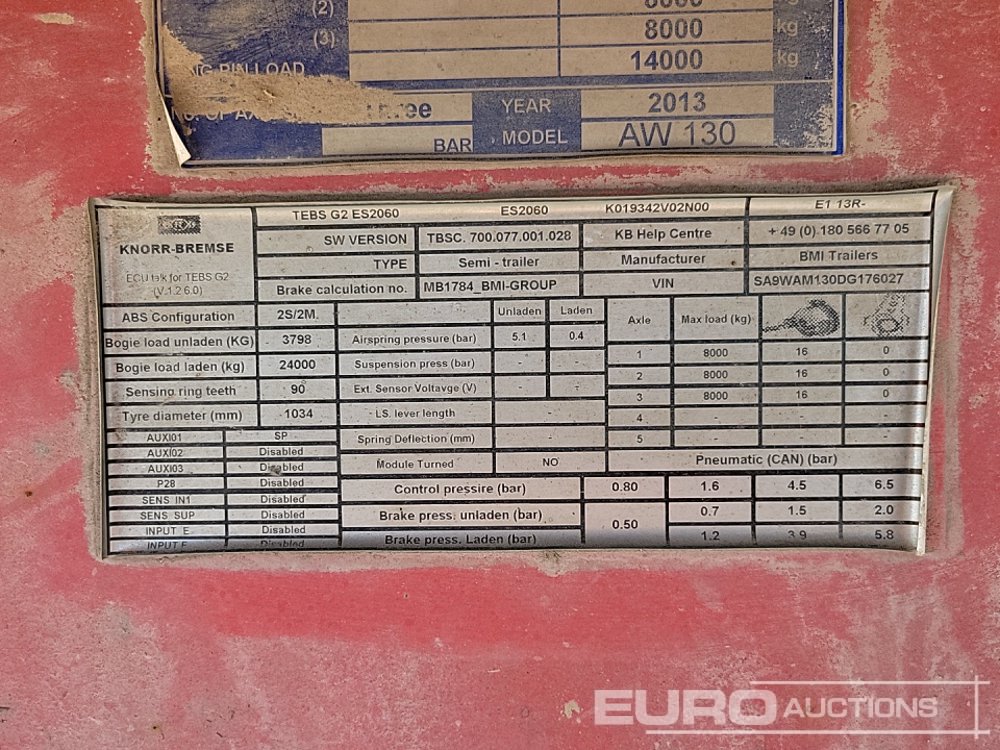 (2) 8000 kg
(3) 8000 kg
PIN LOAD 14000 kg
YEAR 2013
BAR MODEL AW 130
KNORR-BREMSE
ECU for TEBS G2
(V.1.2 6.0)
TEBS G2 ES2060 ES2060 K019342V02N00 E1 13R-
SW VERSION TBSC. 700.077.001.028 KB Help Centre + 49 (0) 180 566 77 05
TYPE Semi - trailer Manufacturer BMI Trailers
Brake calculation no. MB1784_BMI-GROUP VIN SA9WAM130DG176027
ABS Configuration 2S/2M
Bogie load unladen (KG) 3798
Bogie load laden (kg) 24000
Sensing ring teeth 90
Tyre diameter (mm) 1034
AUXI01 SP
AUXI02 Disabled
AUXI03 Disabled
P28 Disabled
SENS IN1 Disabled
SENS SUP Disabled
INPUT E Disabled
INPUT F Disabled
Unladen Laden
Airspring pressure (bar) 5.1 0.4
Suspension press (bar) - -
Ext. Sensor Voltavge (V) - -
LS. lever length -
Spring Deflection (mm) -
Module Turned NO
Axle Max load (kg)
1 8000 16 0
2 8000 16 0
3 8000 16 0
4 - - -
5 - - -
Pneumatic (CAN) (bar)
Control pressire (bar) 0.80 1.6 4.5 6.5
Brake press. unladen (bar) 0.50 0.7 1.5 2.0
Brake press. Laden (bar) 1.2 3.9 5.8
EURO AUCTIONS